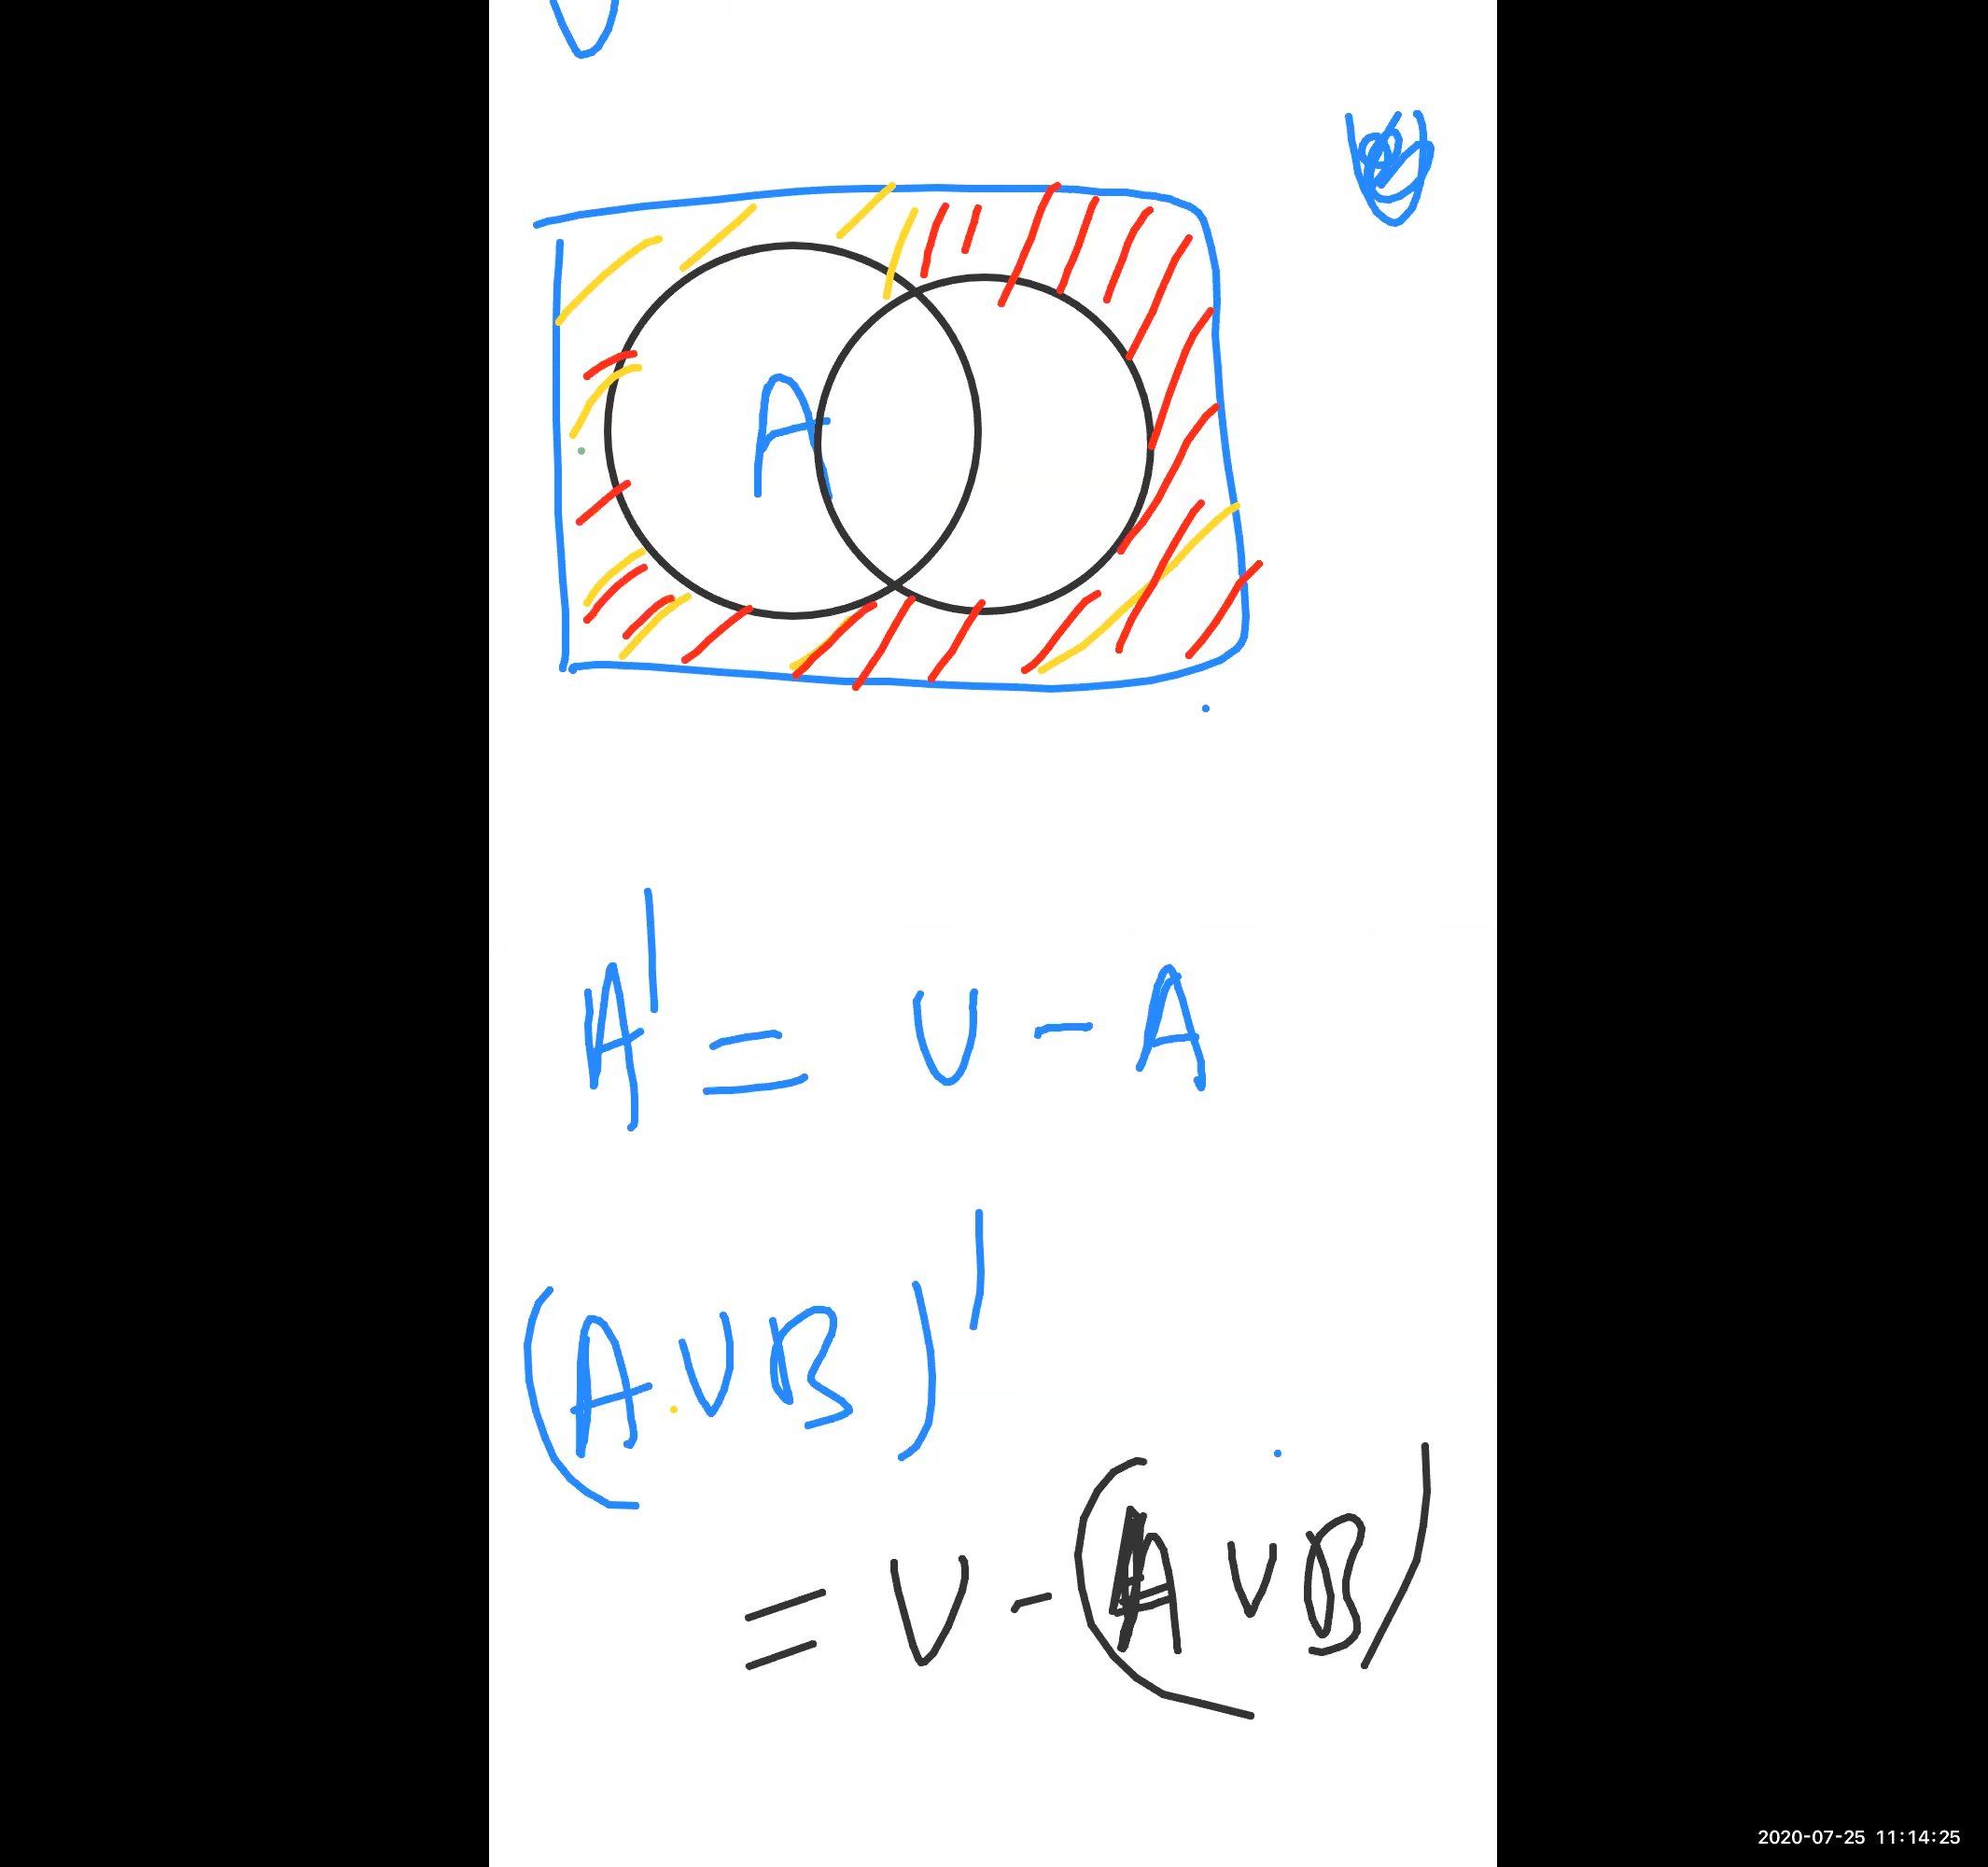 U
A
A' = U - A
(A U B)'
= U - (A U B)
2020-07-25 11:14:25